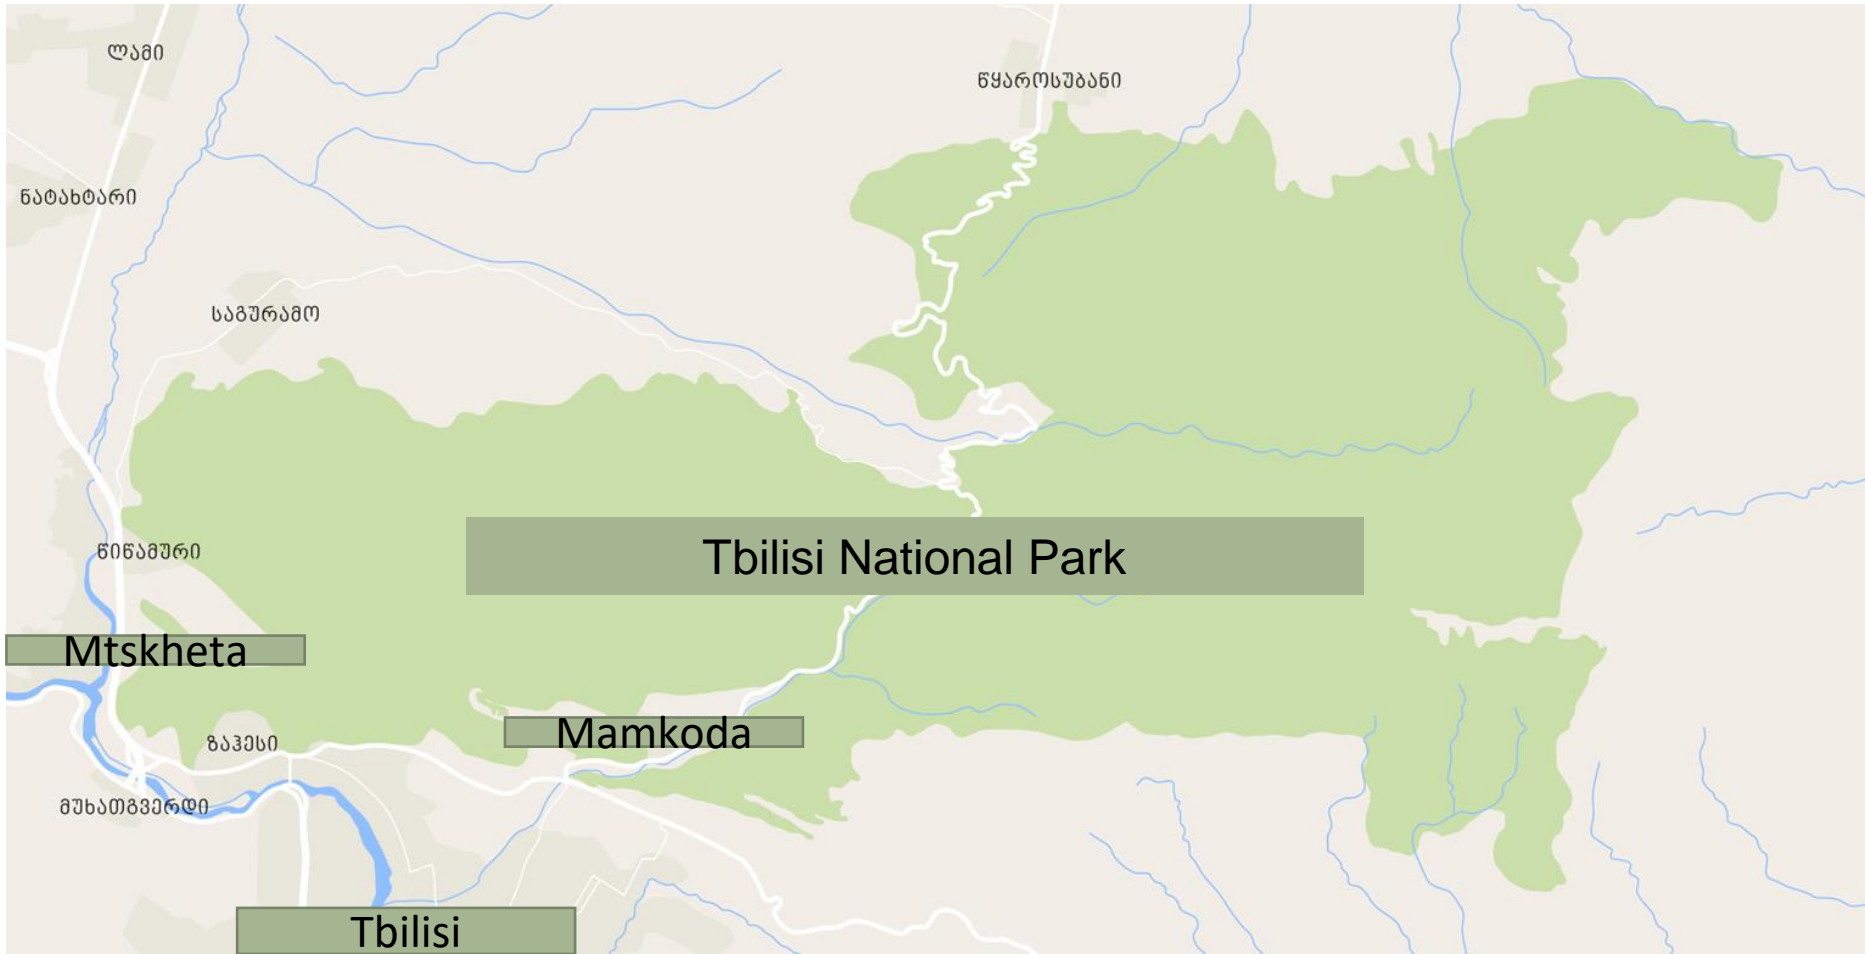 ლამი
წყაროსუბანი
ნატახტარი
საგურამო
წიწამური
Tbilisi National Park
Mtskheta
Mamkoda
ზაჰესი
მუხათგვერდი
Tbilisi